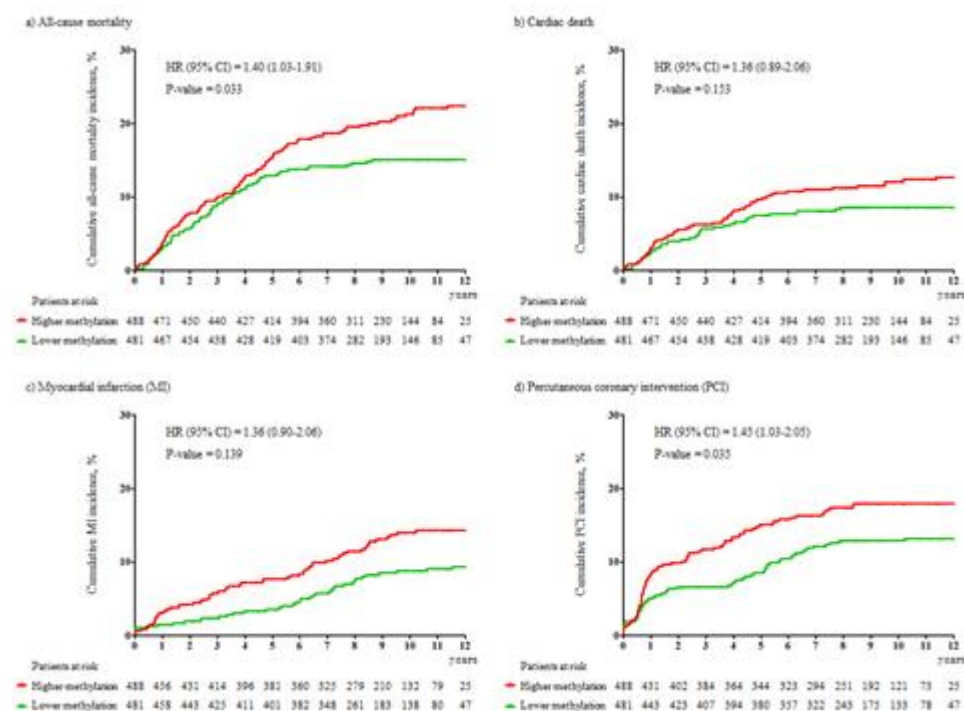 a) All-cause mortality
HR (95% CI) = 1.40 (1.03-1.91)
P-value = 0.033
Cumulative all-cause mortality incidence, %
30
20
10
0
0 1 2 3 4 5 6 7 8 9 10 11 12
years
Patients at risk
Higher methylation 488 471 450 440 427 414 394 360 311 230 144 84 25
Lower methylation 481 467 454 438 428 419 403 374 282 193 146 85 47
b) Cardiac death
HR (95% CI) = 1.36 (0.89-2.06)
P-value = 0.153
Cumulative cardiac death incidence, %
30
20
10
0
0 1 2 3 4 5 6 7 8 9 10 11 12
years
Patients at risk
Higher methylation 488 471 450 440 427 414 394 360 311 230 144 84 25
Lower methylation 481 467 454 438 428 419 403 374 282 193 146 85 47
c) Myocardial infarction (MI)
HR (95% CI) = 1.36 (0.90-2.06)
P-value = 0.139
Cumulative MI incidence, %
30
20
10
0
0 1 2 3 4 5 6 7 8 9 10 11 12
years
Patients at risk
Higher methylation 488 456 431 414 396 381 360 325 279 210 132 79 25
Lower methylation 481 458 443 425 411 401 382 348 261 183 138 80 47
d) Percutaneous coronary intervention (PCI)
HR (95% CI) = 1.45 (1.03-2.05)
P-value = 0.035
Cumulative PCI incidence, %
30
20
10
0
0 1 2 3 4 5 6 7 8 9 10 11 12
years
Patients at risk
Higher methylation 488 431 402 384 364 344 323 294 251 192 121 73 25
Lower methylation 481 443 423 407 394 380 357 322 243 175 133 78 47